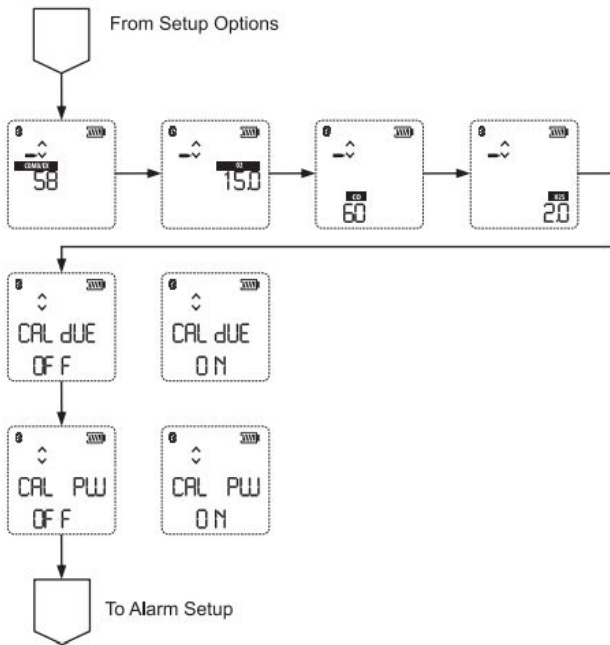 From Setup Options
COMB/EX
58
O2
15.0
CO
60
H2S
2.0
CAL dUE
OFF
CAL dUE
ON
CAL PW
OFF
CAL PW
ON
To Alarm Setup